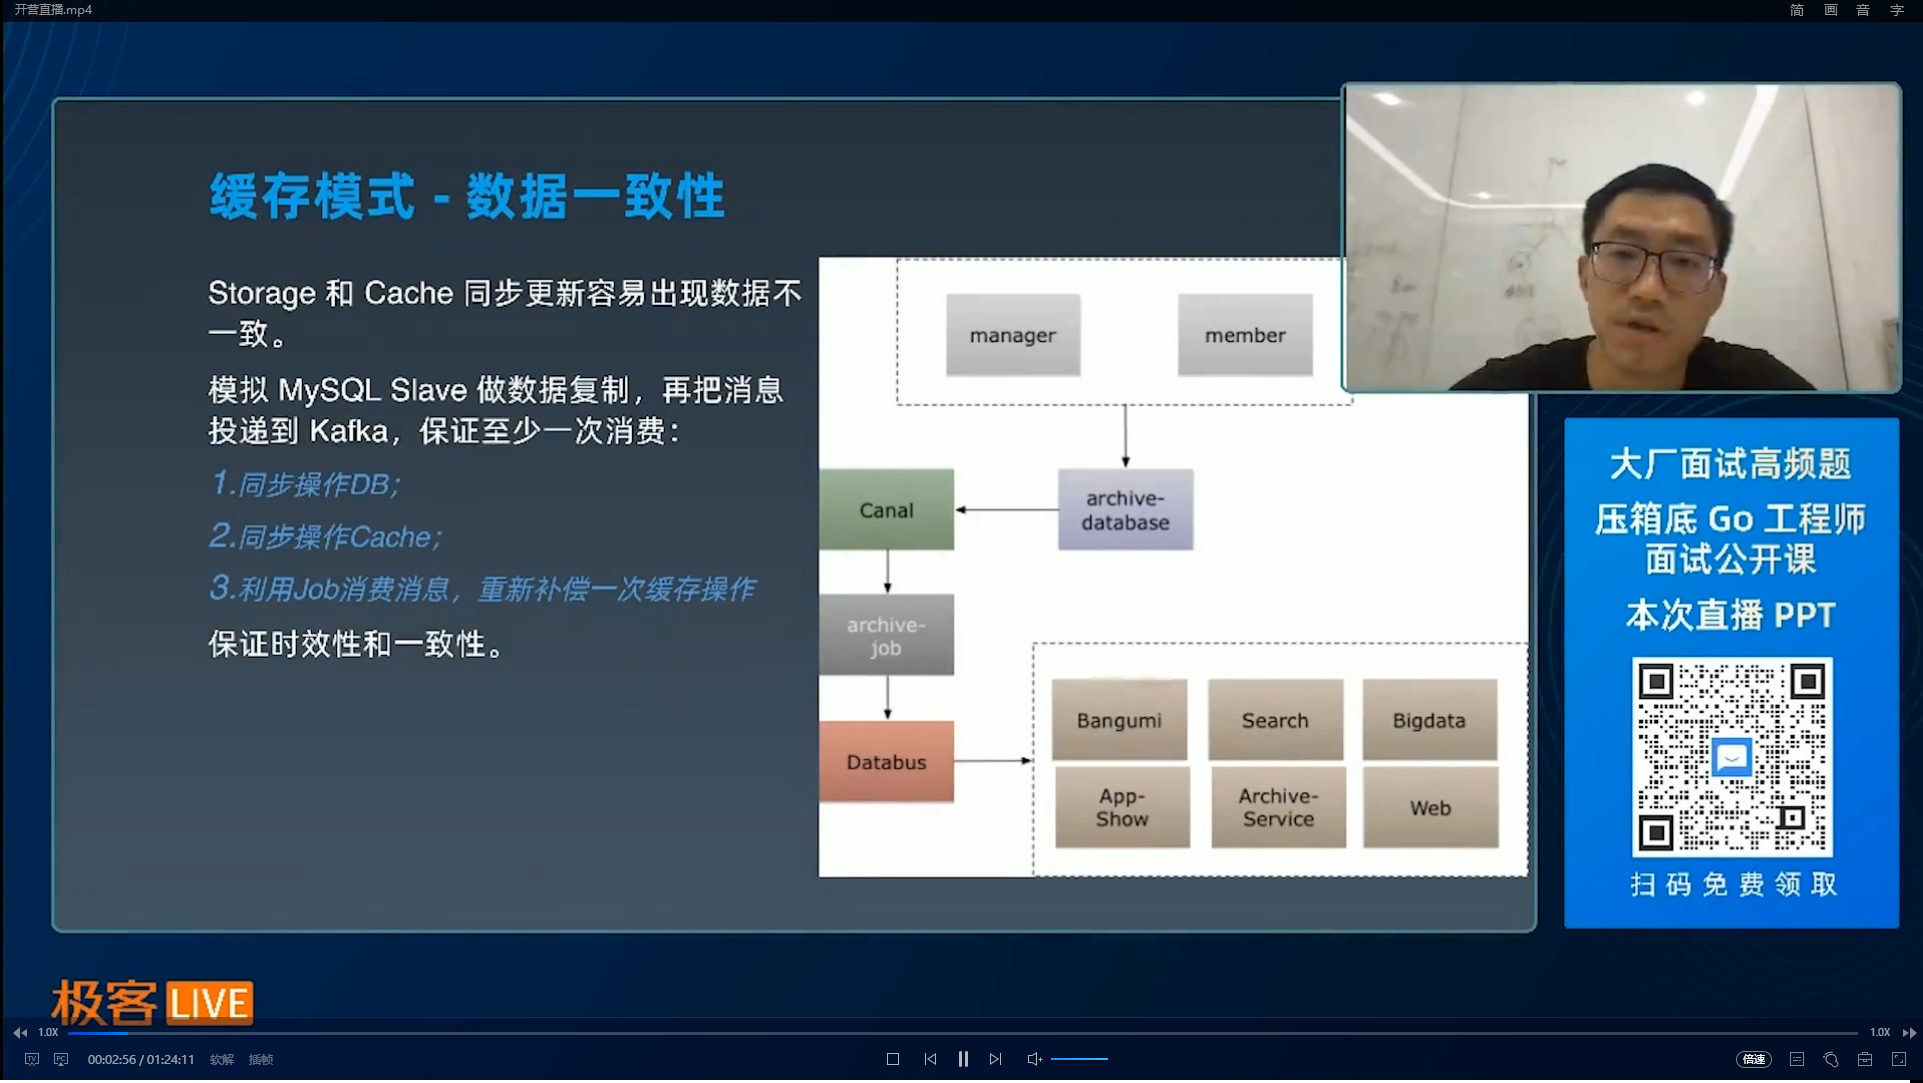 开营直播.mp4
简 画 音 字
缓存模式 - 数据一致性
Storage 和 Cache 同步更新容易出现数据不
一致。
模拟 MySQL Slave 做数据复制，再把消息
投递到 Kafka，保证至少一次消费：
1.同步操作DB；
2.同步操作Cache；
3.利用Job消费消息，重新补偿一次缓存操作
保证时效性和一致性。
manager
member
Canal
archive-
database
archive-
job
Databus
Bangumi
Search
Bigdata
App-
Show
Archive-
Service
Web
大厂面试高频题
压箱底 Go 工程师
面试公开课
本次直播 PPT
扫码免费领取
极客 LIVE
1.0X
1.0X
TV PC 00:02:56 / 01:24:11 软解 插帧
倍速